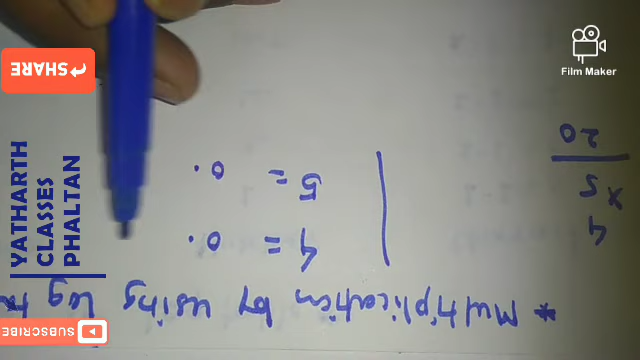 * Multiplication by using log
4
× 5
20
4 = 0.
5 = 0.
YATHARTH
CLASSES
PHALTAN
SHARE
SUBSCRIBE
Film Maker